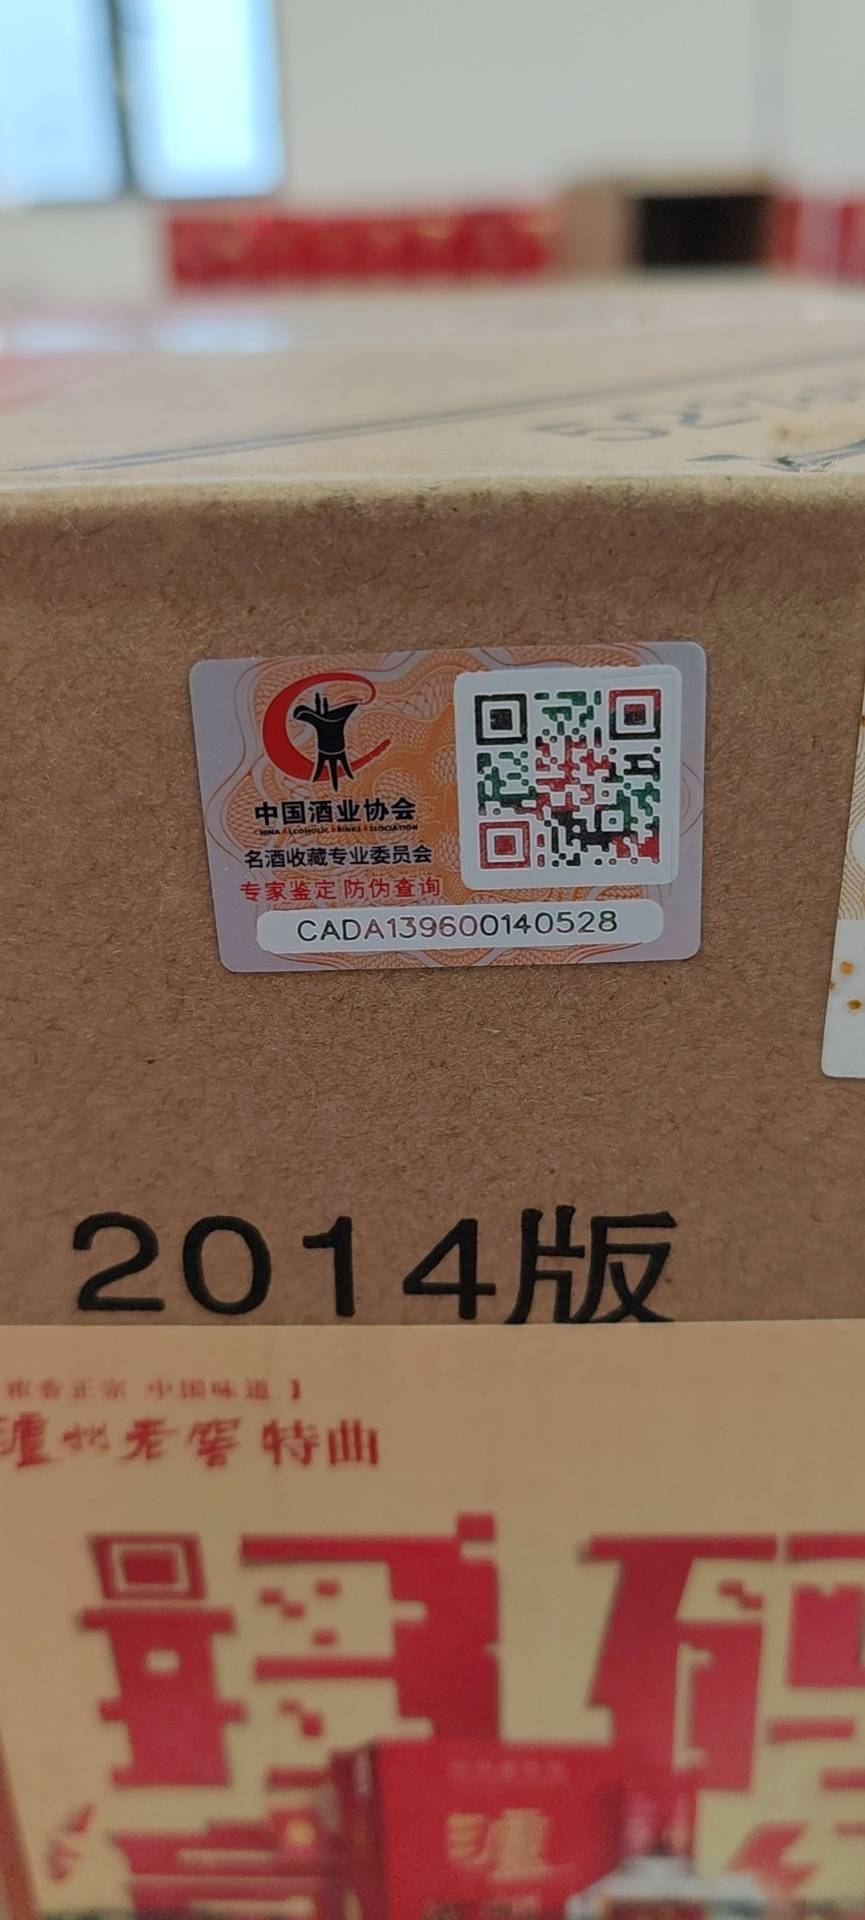 中国酒业协会
CHINA ALCOHOLIC DRINKS ASSOCIATION
名酒收藏专业委员会
专家鉴定 防伪查询
CADA139600140528
2014版
浓香正宗 中国味道 】
泸州老窖 特曲
泸